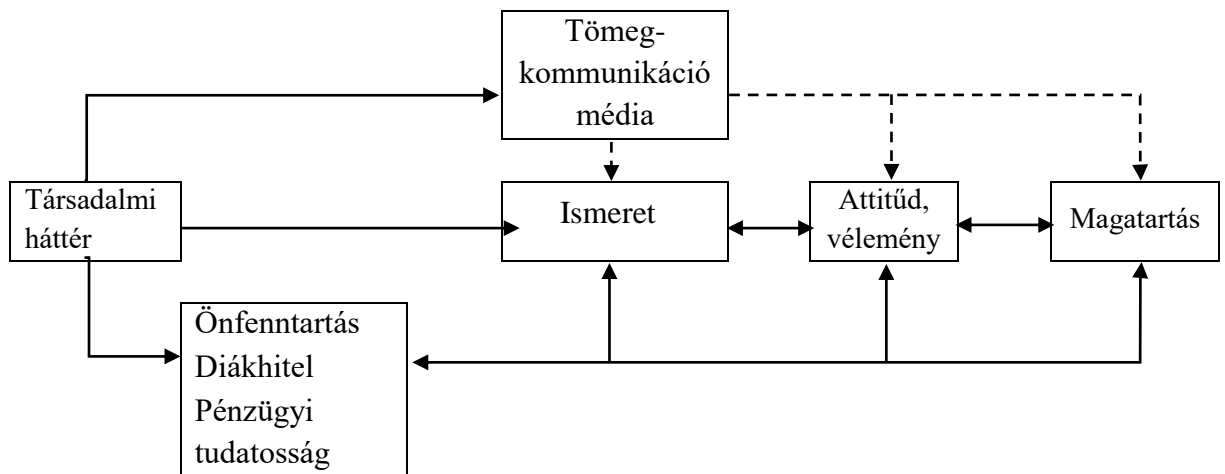 Tömeg-
kommunikáció
média
Társadalmi
háttér
Ismeret
Attitűd,
vélemény
Magatartás
Önfenntartás
Diákhitel
Pénzügyi
tudatosság